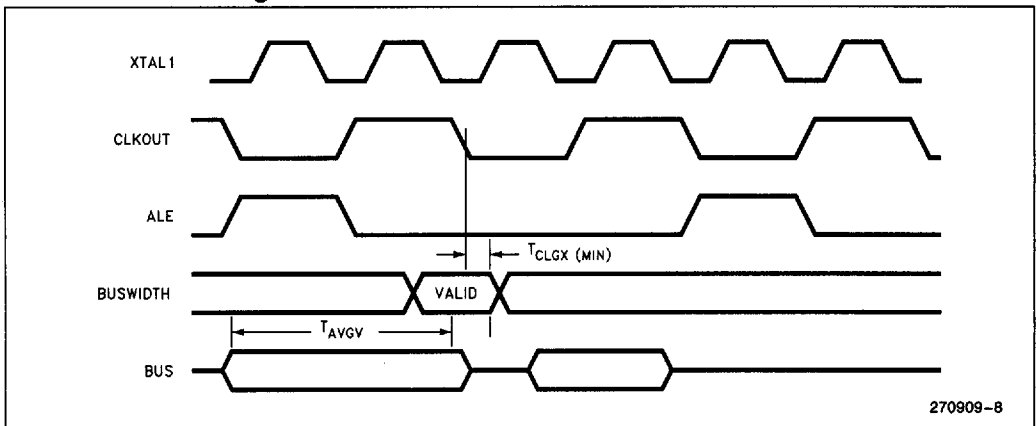 XTAL1
CLKOUT
ALE
T_CLGX (MIN)
BUSWIDTH
VALID
T_AVGV
BUS
270909-8